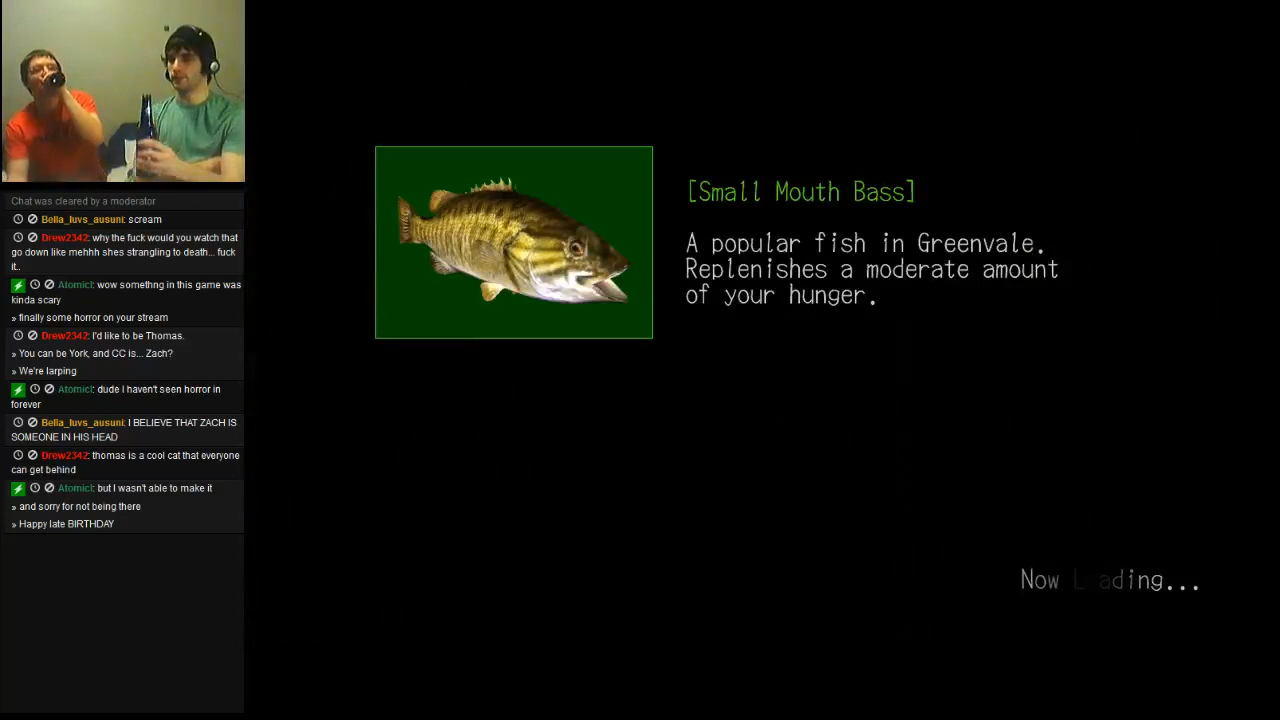 Chat was cleared by a moderator
Bella_luvs_ausuni: scream
Drew2342: why the fuck would you watch that
go down like mehhh shes strangling to death... fuck
it..
Atomicl: wow somethng in this game was
kinda scary
» finally some horror on your stream
Drew2342: I'd like to be Thomas.
» You can be York, and CC is... Zach?
» We're larping
Atomicl: dude I haven't seen horror in
forever
Bella_luvs_ausuni: I BELIEVE THAT ZACH IS
SOMEONE IN HIS HEAD
Drew2342: thomas is a cool cat that everyone
can get behind
Atomicl: but I wasn't able to make it
» and sorry for not being there
» Happy late BIRTHDAY
[Small Mouth Bass]
A popular fish in Greenvale.
Replenishes a moderate amount
of your hunger.
Now Loading...